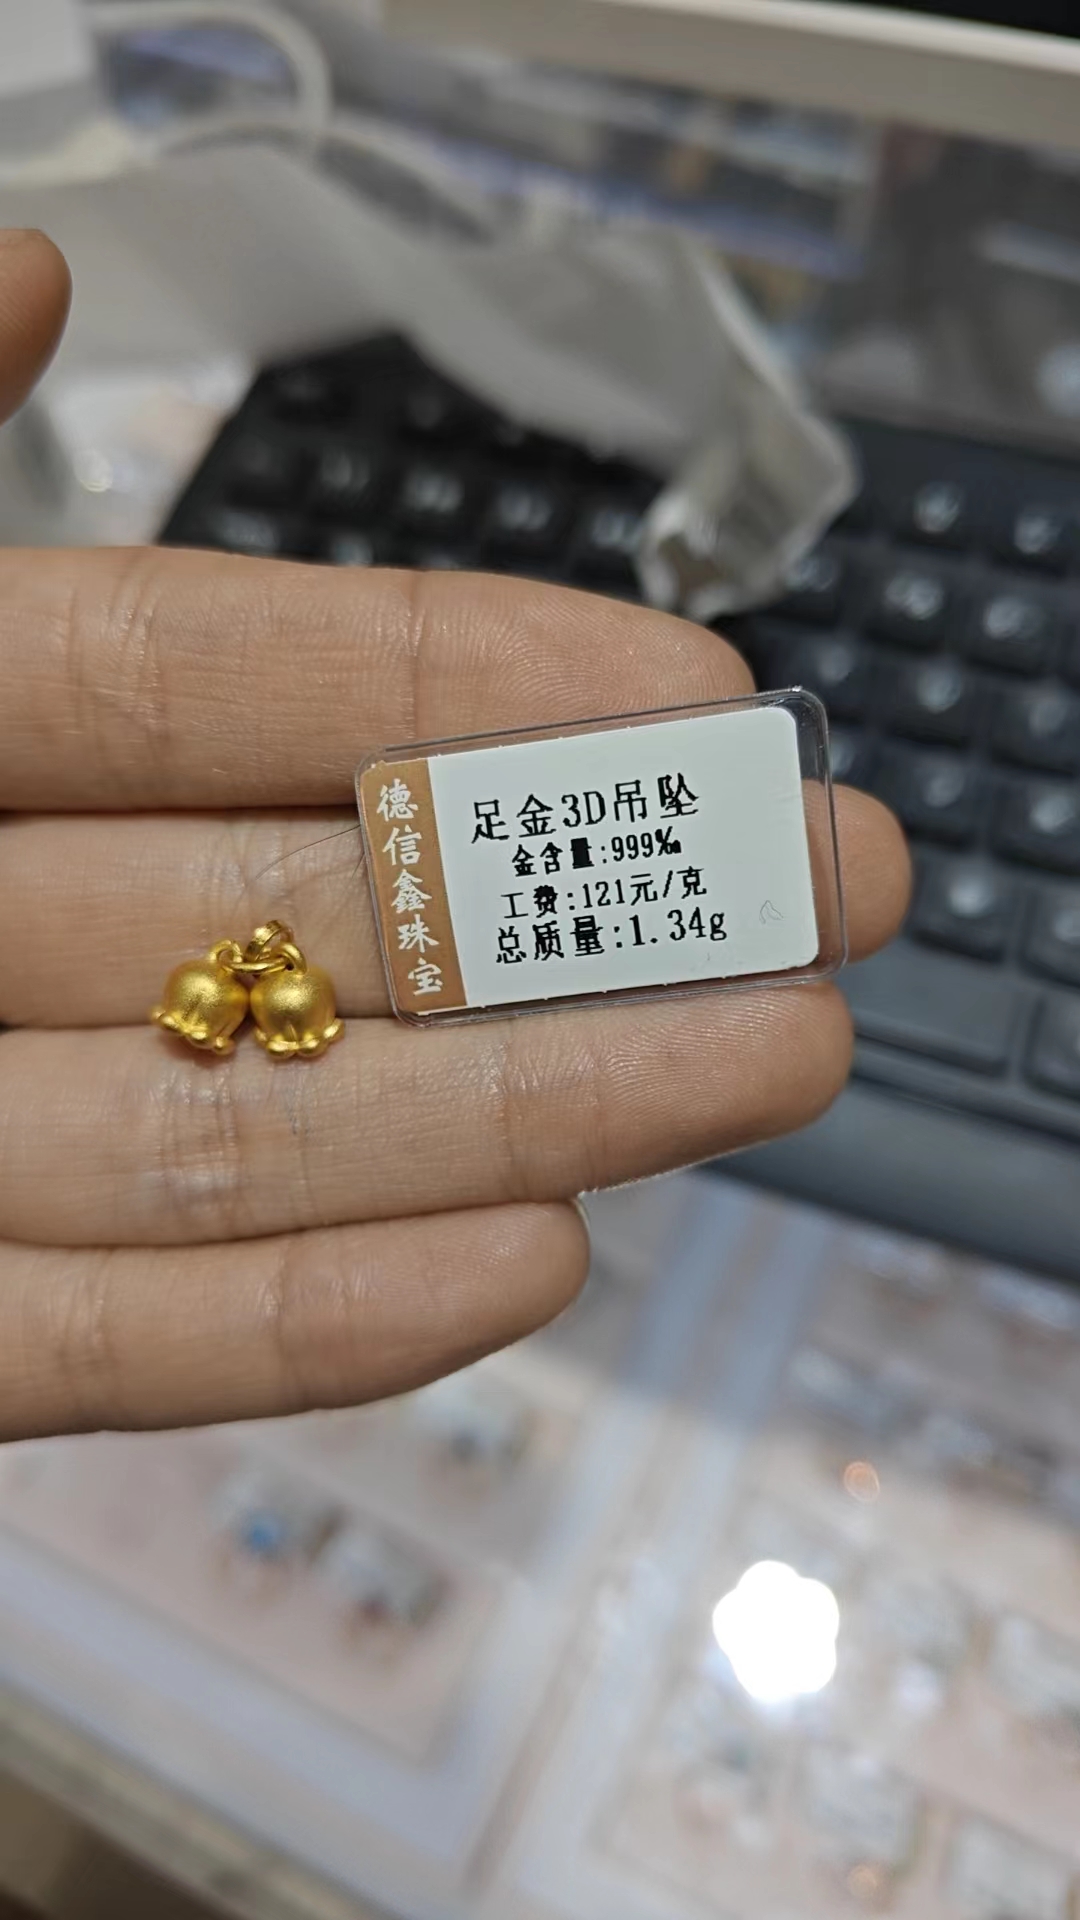 德信鑫珠宝
足金3D吊坠
金含量:999‰
工费:121元/克
总质量:1.34g